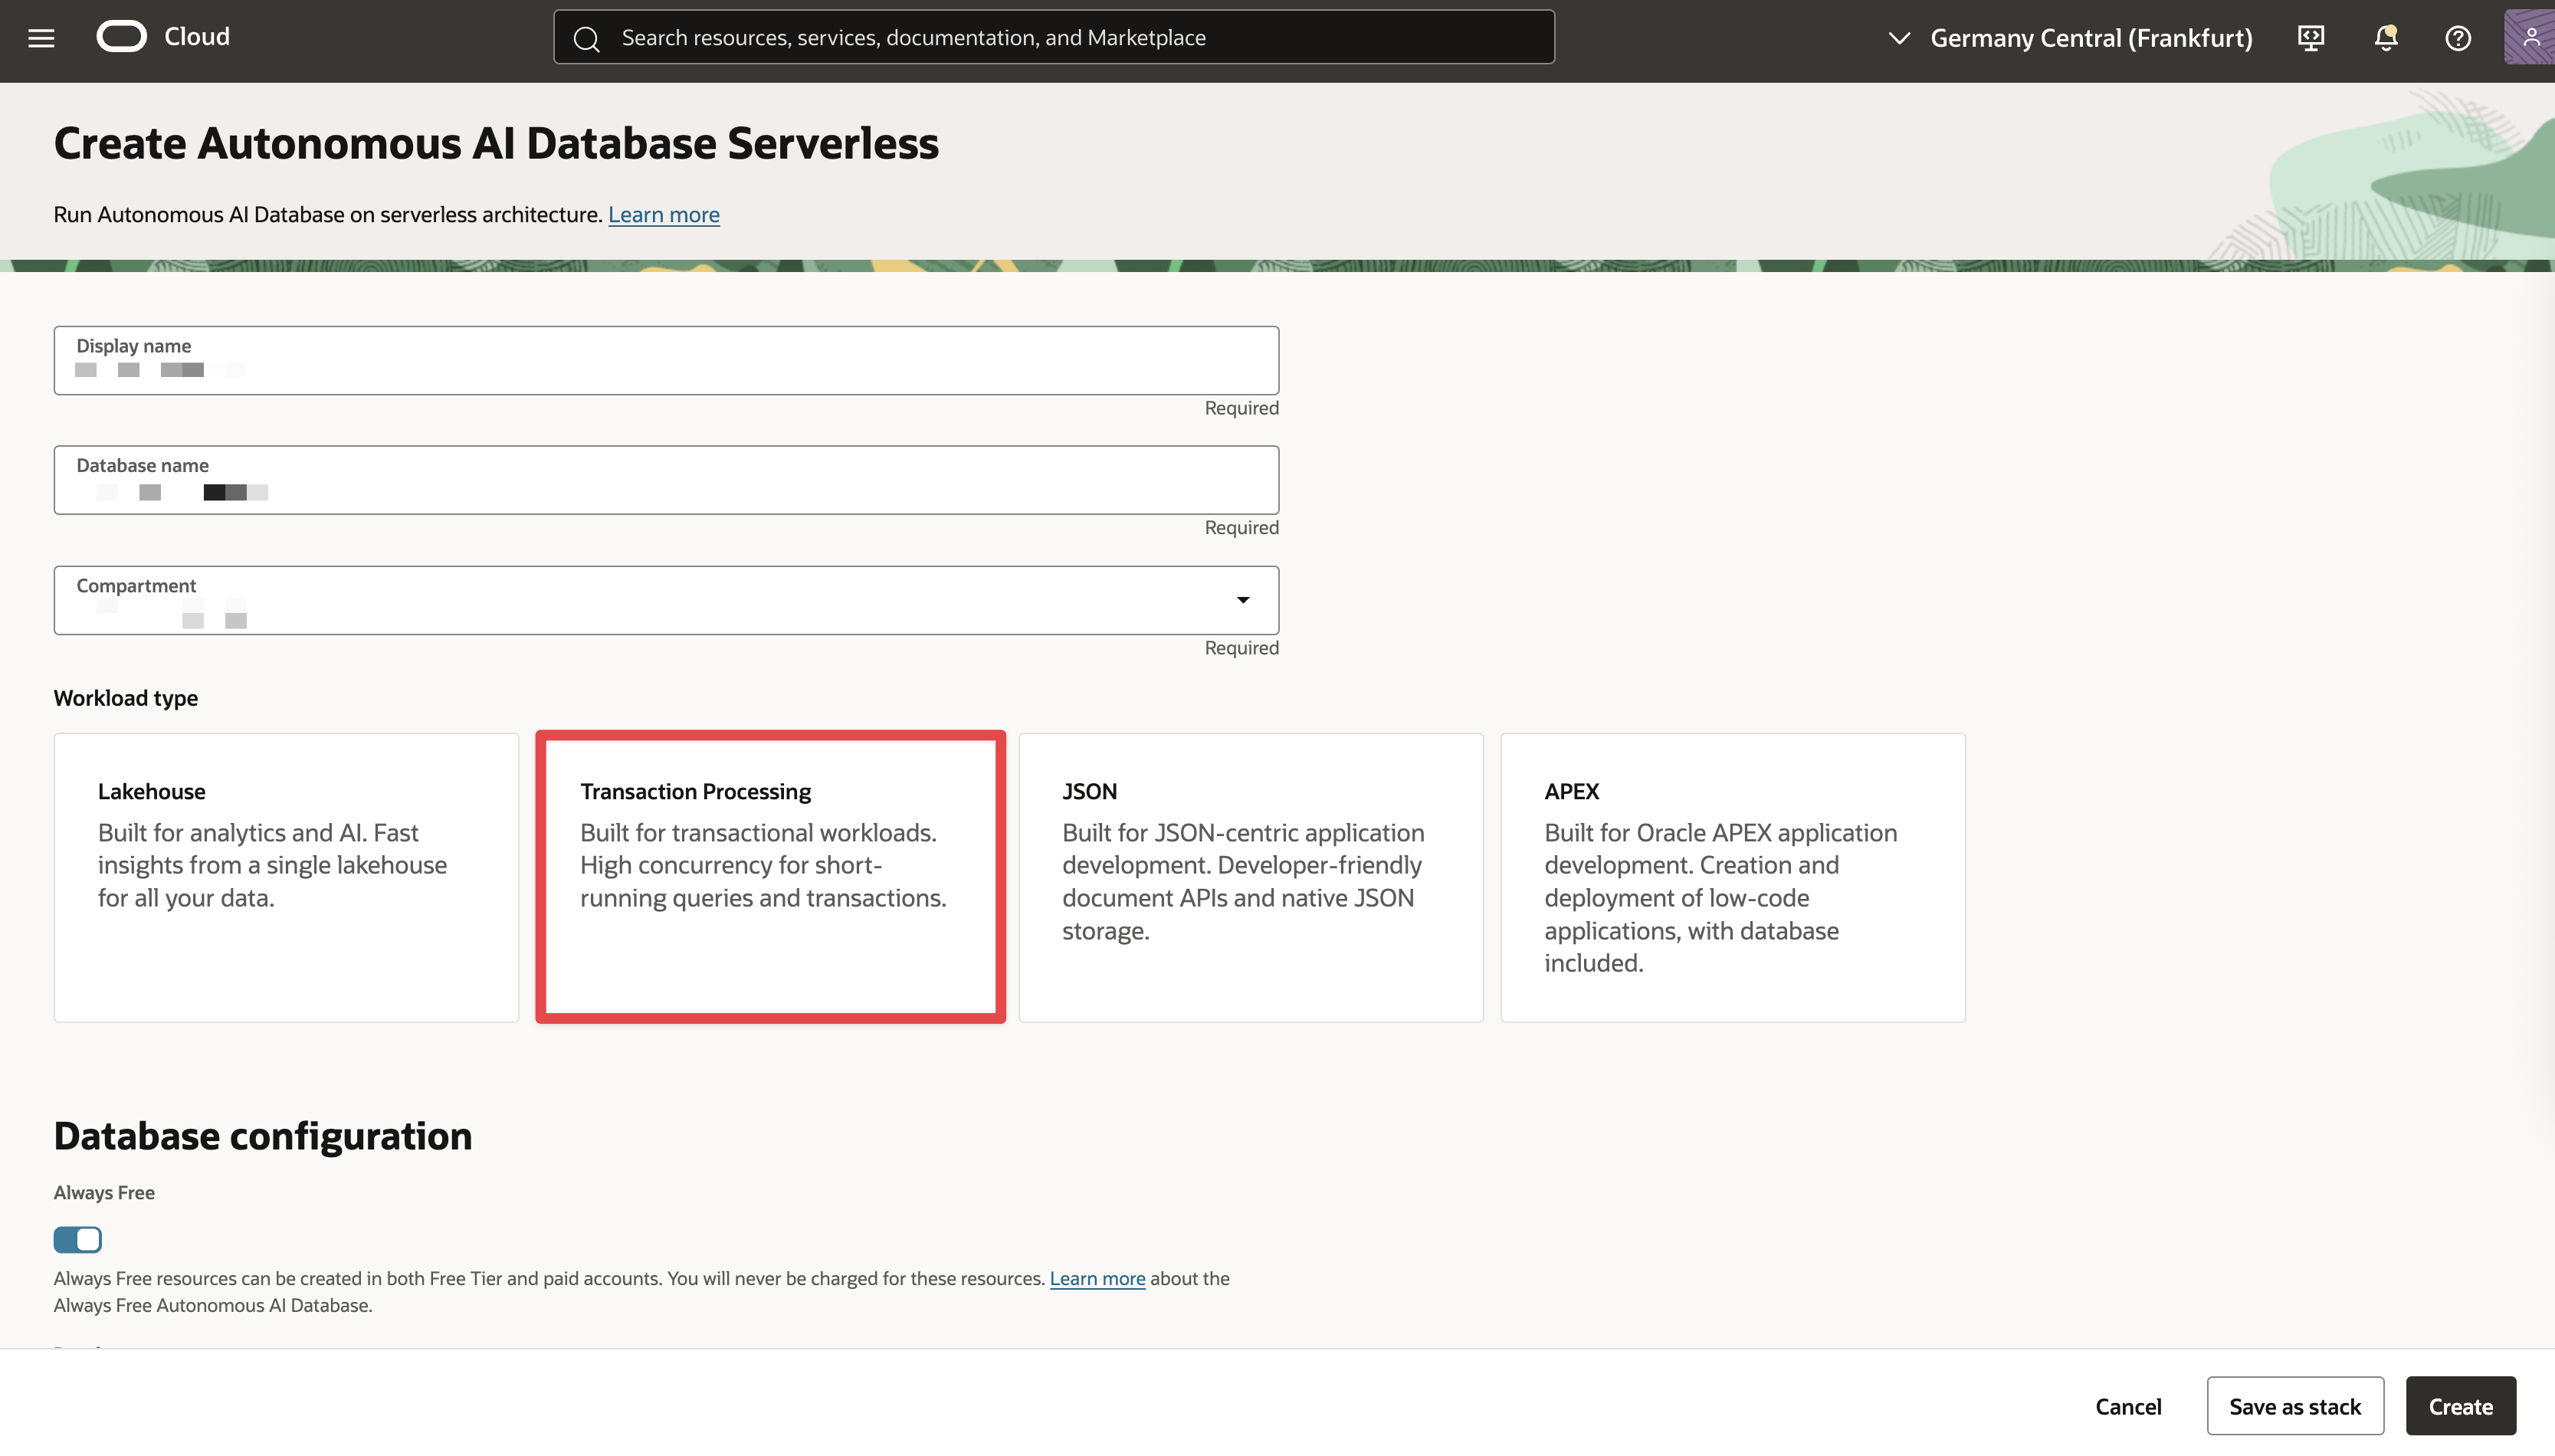 Cloud
Search resources, services, documentation, and Marketplace
Germany Central (Frankfurt)
Create Autonomous AI Database Serverless
Run Autonomous AI Database on serverless architecture. Learn more
Display name
Required
Database name
Required
Compartment
Required
Workload type
Lakehouse
Built for analytics and AI. Fast
insights from a single lakehouse
for all your data.
Transaction Processing
Built for transactional workloads.
High concurrency for short-
running queries and transactions.
JSON
Built for JSON-centric application
development. Developer-friendly
document APIs and native JSON
storage.
APEX
Built for Oracle APEX application
development. Creation and
deployment of low-code
applications, with database
included.
Database configuration
Always Free
Always Free resources can be created in both Free Tier and paid accounts. You will never be charged for these resources. Learn more about the
Always Free Autonomous AI Database.
Cancel
Save as stack
Create